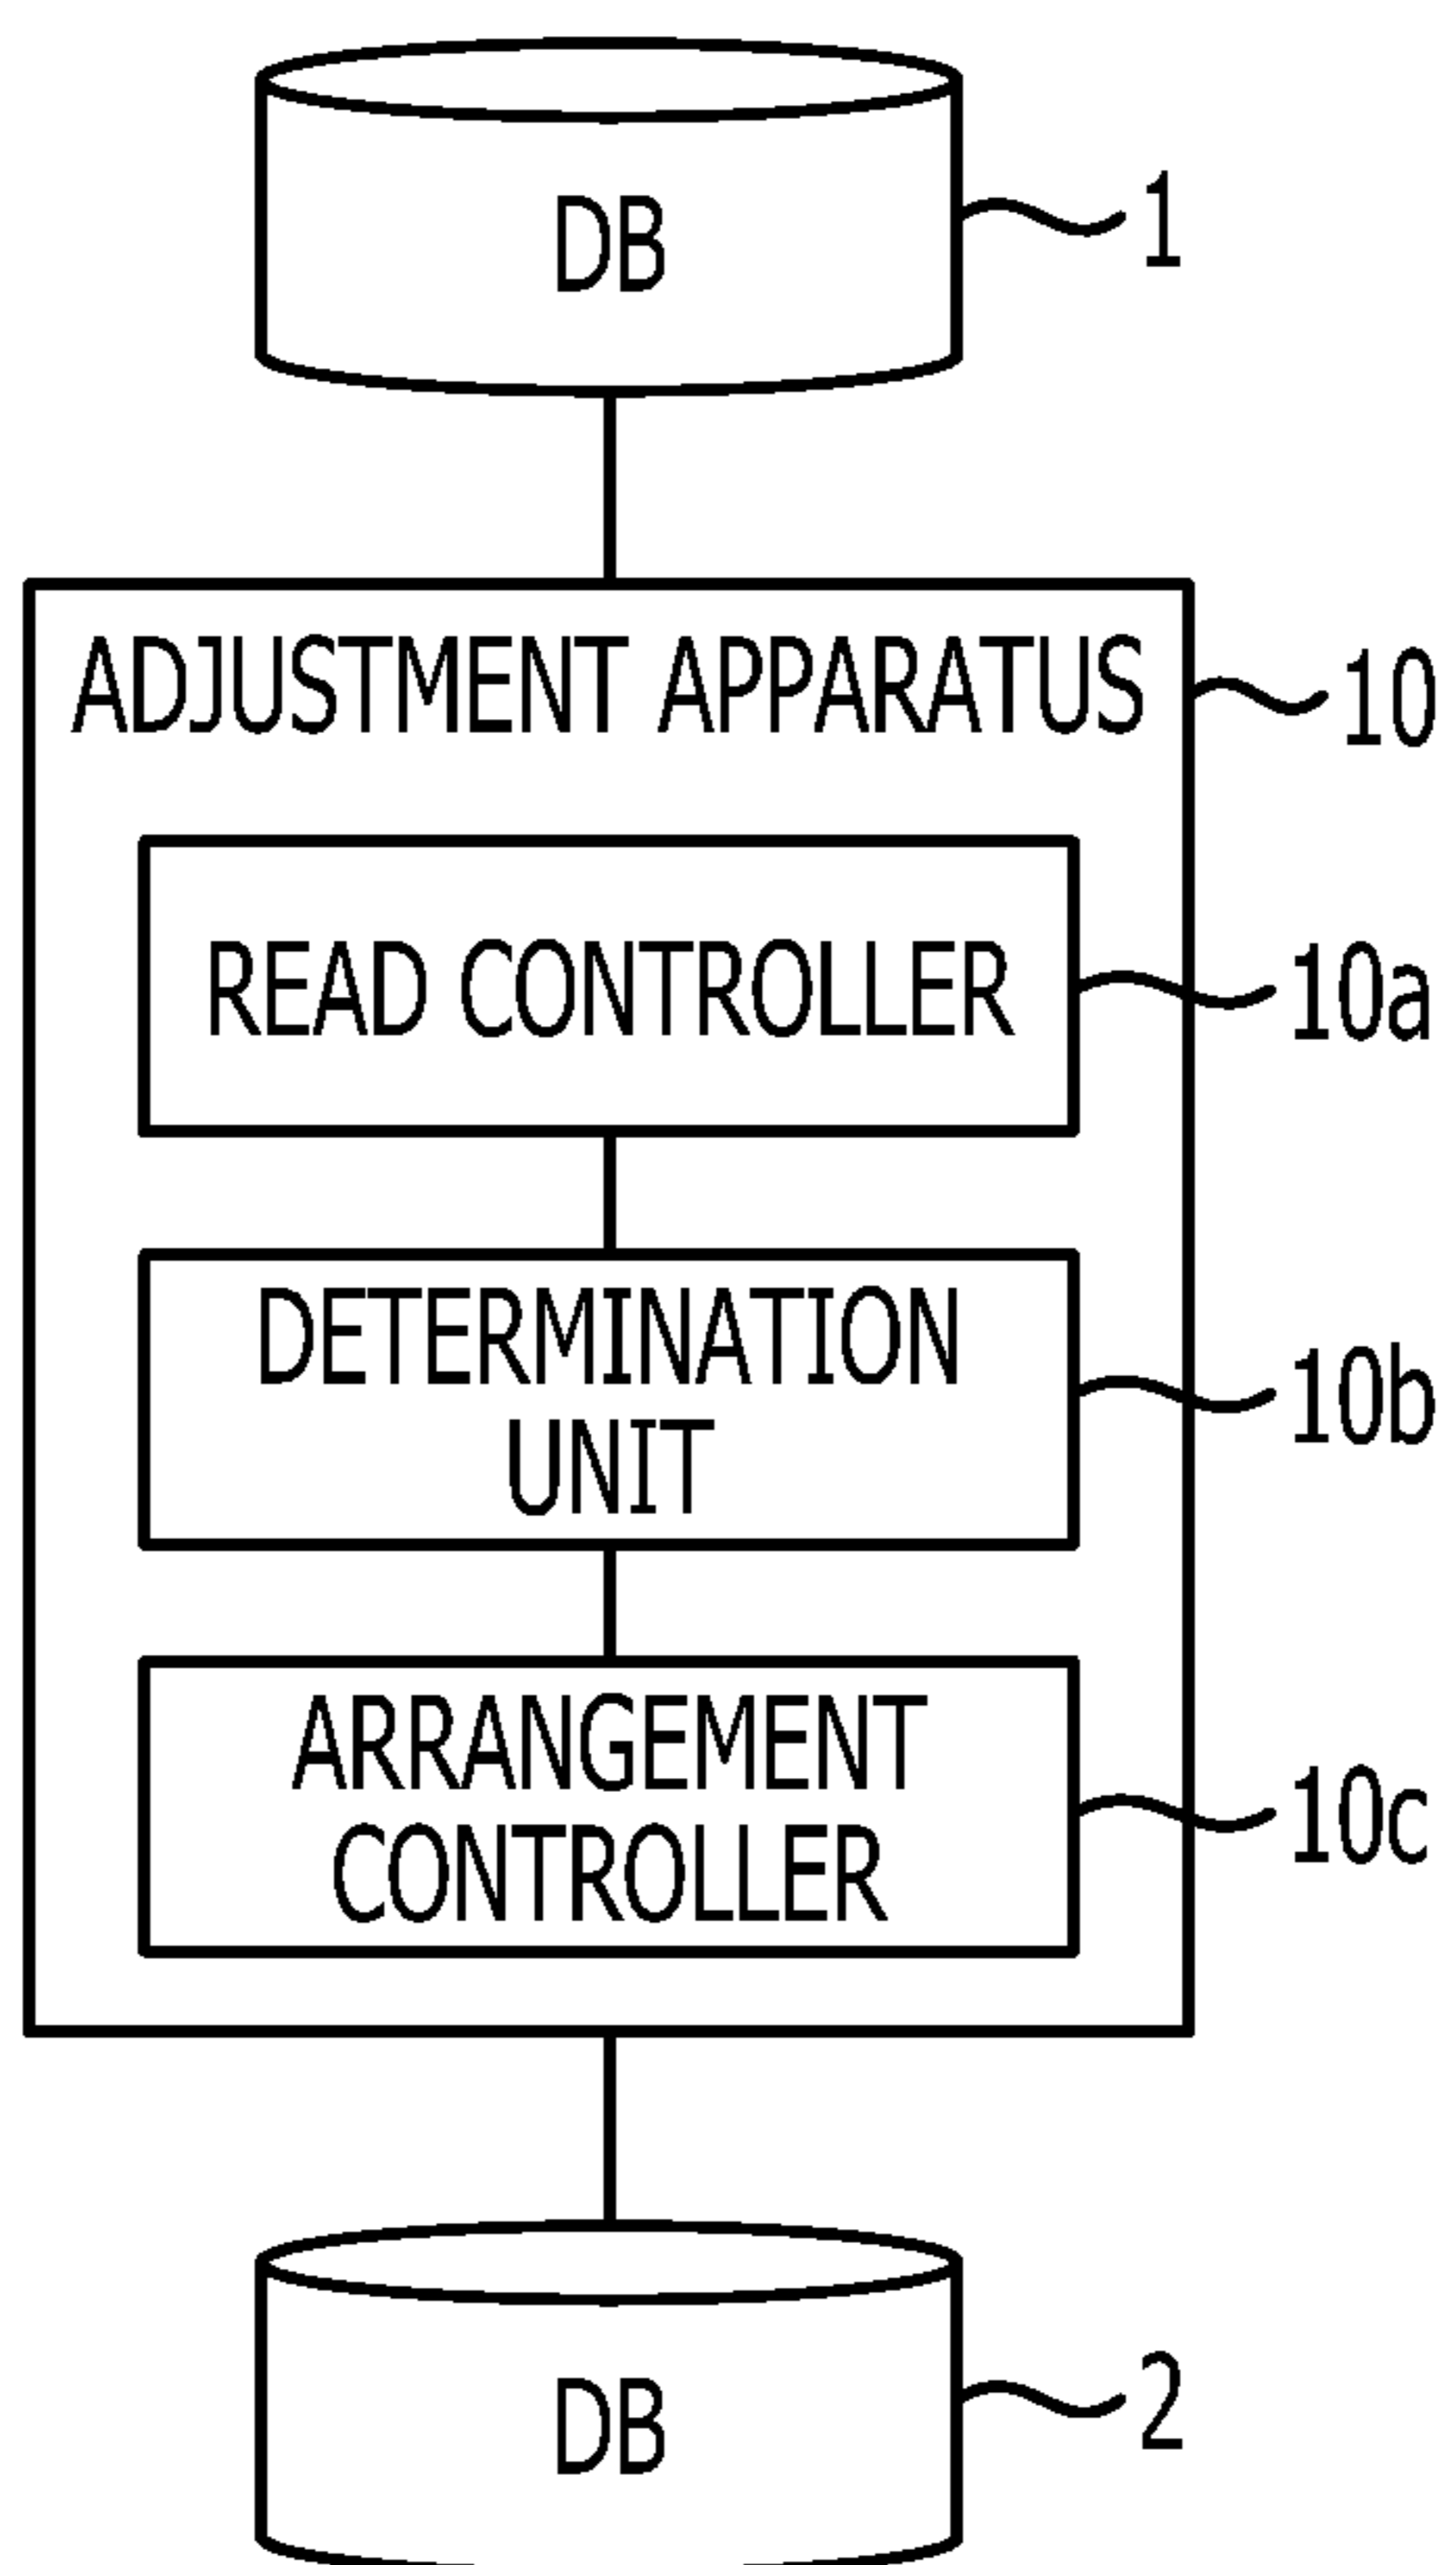 DB
1
ADJUSTMENT APPARATUS
10
READ CONTROLLER
10a
DETERMINATION
UNIT
10b
ARRANGEMENT
CONTROLLER
10c
DB
2